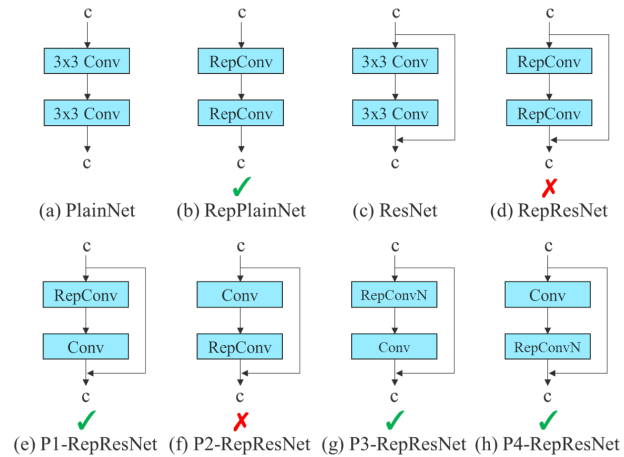 c c c c
3x3 Conv RepConv 3x3 Conv RepConv
3x3 Conv RepConv 3x3 Conv RepConv
c c c c
(a) PlainNet (b) RepPlainNet (c) ResNet (d) RepResNet
c c c c
RepConv Conv RepConvN Conv
Conv RepConv Conv RepConvN
c c c c
(e) P1-RepResNet (f) P2-RepResNet (g) P3-RepResNet (h) P4-RepResNet